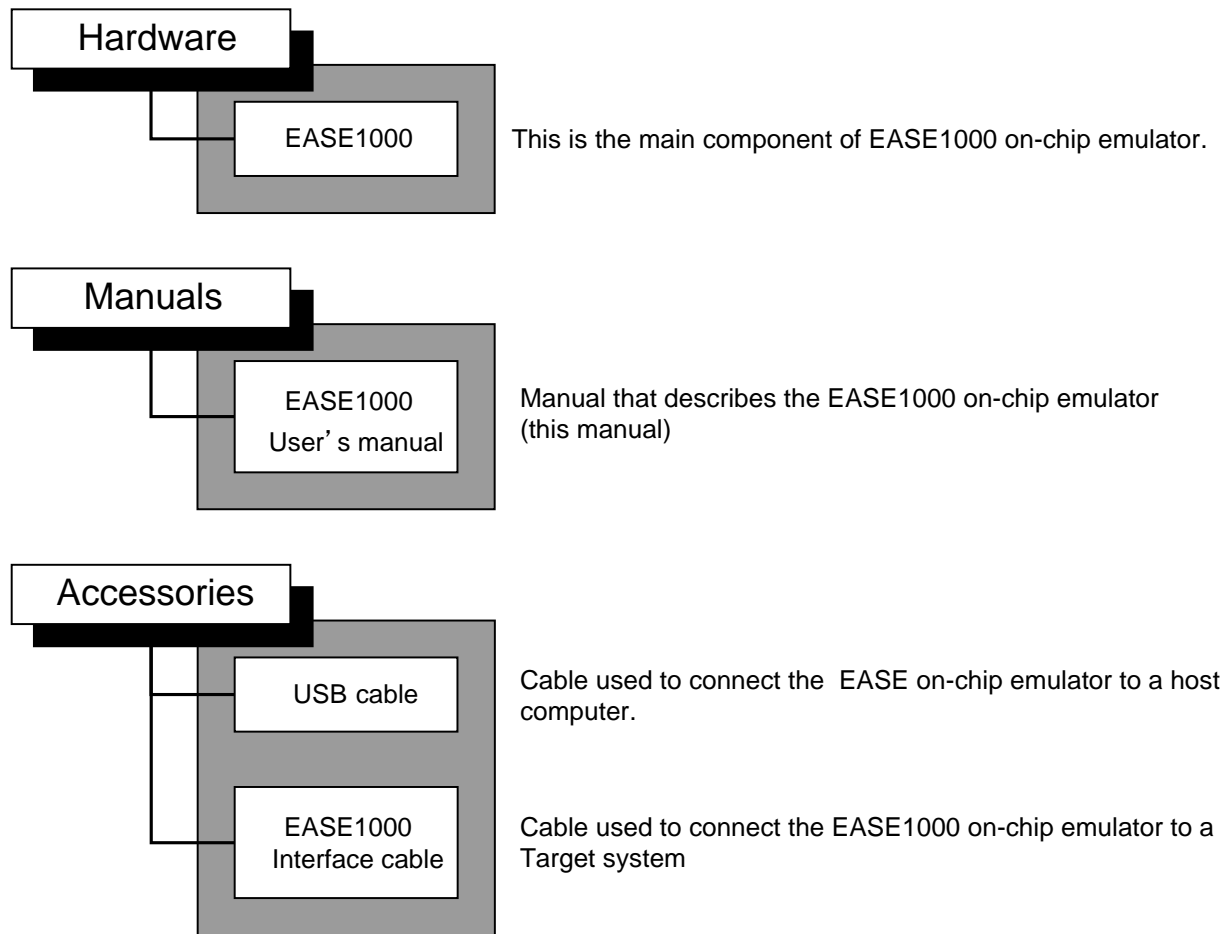 Hardware
EASE1000
This is the main component of EASE1000 on-chip emulator.
Manuals
EASE1000
User’s manual
Manual that describes the EASE1000 on-chip emulator
(this manual)
Accessories
USB cable
Cable used to connect the EASE on-chip emulator to a host
computer.
EASE1000
Interface cable
Cable used to connect the EASE1000 on-chip emulator to a
Target system